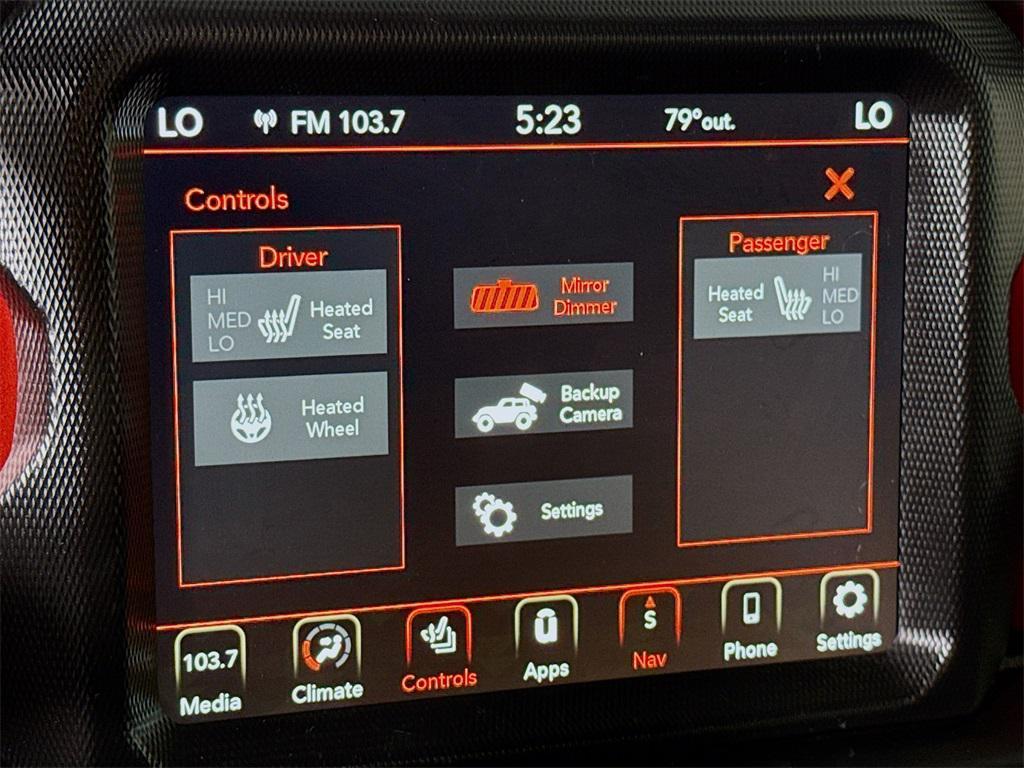 LO FM 103.7 5:23 79°out. LO
Controls
Driver
HI
MED
LO
Heated
Seat
Heated
Wheel
Mirror
Dimmer
Backup
Camera
Settings
Passenger
Heated
Seat
HI
MED
LO
103.7
Media
Climate
Controls
Apps
S
Nav
Phone
Settings